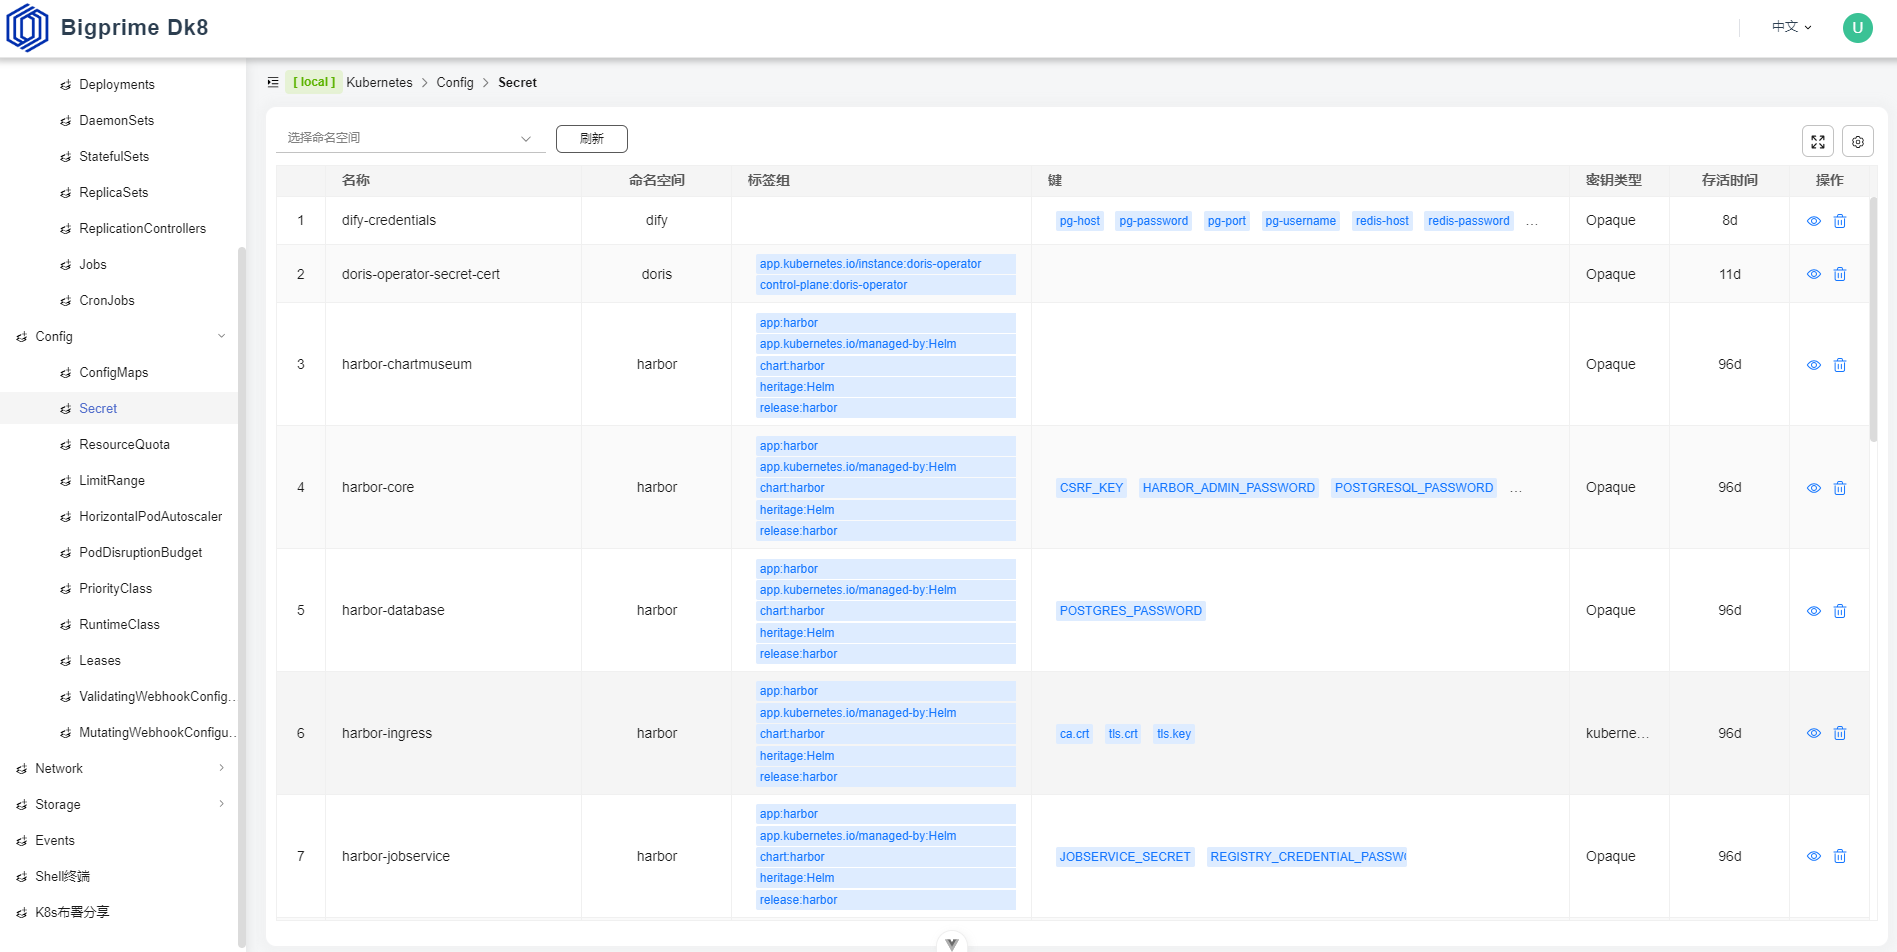 Bigprime Dk8
中文
U
Deployments
DaemonSets
StatefulSets
ReplicaSets
ReplicationControllers
Jobs
CronJobs
Config
ConfigMaps
Secret
ResourceQuota
LimitRange
HorizontalPodAutoscaler
PodDisruptionBudget
PriorityClass
RuntimeClass
Leases
ValidatingWebhookConfig...
MutatingWebhookConfigu...
Network
Storage
Events
Shell终端
K8s布署分享
[ local ] Kubernetes > Config > Secret
选择命名空间 刷新
名称 命名空间 标签组 键 密钥类型 存活时间 操作
1 dify-credentials dify pg-host pg-password pg-port pg-username redis-host redis-password ... Opaque 8d
2 doris-operator-secret-cert doris app.kubernetes.io/instance:doris-operator
control-plane:doris-operator
Opaque 11d
3 harbor-chartmuseum harbor app:harbor
app.kubernetes.io/managed-by:Helm
chart:harbor
heritage:Helm
release:harbor
Opaque 96d
4 harbor-core harbor app:harbor
app.kubernetes.io/managed-by:Helm
chart:harbor
heritage:Helm
release:harbor
CSRF_KEY HARBOR_ADMIN_PASSWORD POSTGRESQL_PASSWORD ... Opaque 96d
5 harbor-database harbor app:harbor
app.kubernetes.io/managed-by:Helm
chart:harbor
heritage:Helm
release:harbor
POSTGRES_PASSWORD Opaque 96d
6 harbor-ingress harbor app:harbor
app.kubernetes.io/managed-by:Helm
chart:harbor
heritage:Helm
release:harbor
ca.crt tls.crt tls.key kuberne... 96d
7 harbor-jobservice harbor app:harbor
app.kubernetes.io/managed-by:Helm
chart:harbor
heritage:Helm
release:harbor
JOBSERVICE_SECRET REGISTRY_CREDENTIAL_PASSW Opaque 96d